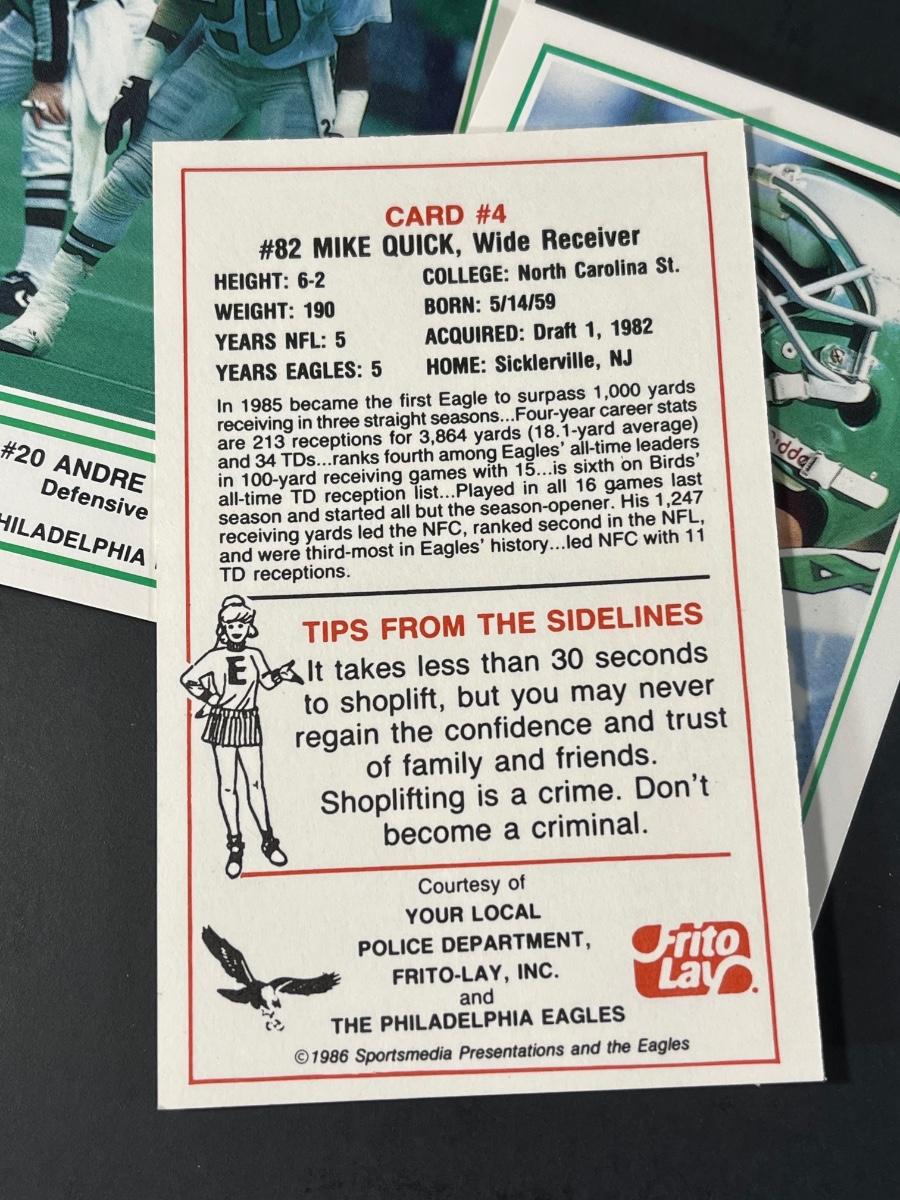 20
2
#20 ANDRE
Defensive
PHILADELPHIA
CARD #4
#82 MIKE QUICK, Wide Receiver
HEIGHT: 6-2
WEIGHT: 190
YEARS NFL: 5
YEARS EAGLES: 5
COLLEGE: North Carolina St.
BORN: 5/14/59
ACQUIRED: Draft 1, 1982
HOME: Sicklerville, NJ
In 1985 became the first Eagle to surpass 1,000 yards
receiving in three straight seasons...Four-year career stats
are 213 receptions for 3,864 yards (18.1-yard average)
and 34 TDs...ranks fourth among Eagles' all-time leaders
in 100-yard receiving games with 15...is sixth on Birds'
all-time TD reception list...Played in all 16 games last
season and started all but the season-opener. His 1,247
receiving yards led the NFC, ranked second in the NFL,
and were third-most in Eagles' history...led NFC with 11
TD receptions.
E
TIPS FROM THE SIDELINES
It takes less than 30 seconds
to shoplift, but you may never
regain the confidence and trust
of family and friends.
Shoplifting is a crime. Don't
become a criminal.
Courtesy of
YOUR LOCAL
POLICE DEPARTMENT,
FRITO-LAY, INC.
and
THE PHILADELPHIA EAGLES
Frito
Lay
©1986 Sportsmedia Presentations and the Eagles